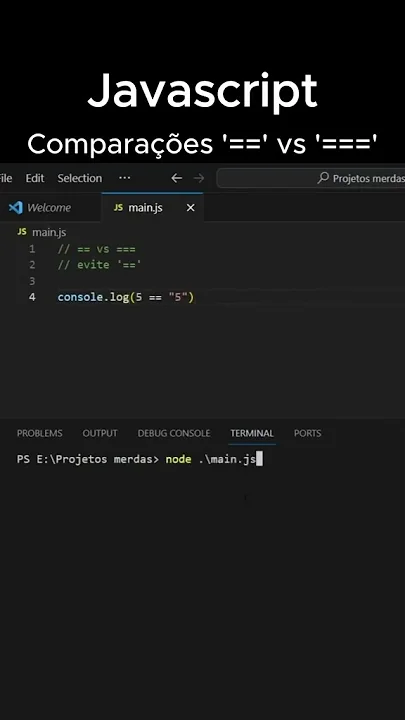 Javascript
Comparações '==' vs '==='
File Edit Selection ··· Projetos merdas
Welcome JS main.js
JS main.js
1 // == vs ===
2 // evite '=='
3
4 console.log(5 == "5")
PROBLEMS OUTPUT DEBUG CONSOLE TERMINAL PORTS
PS E:\Projetos merdas> node .\main.js